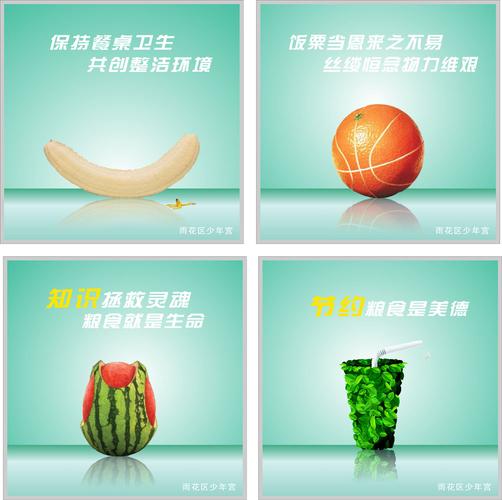 保持餐桌卫生
共创整洁环境
雨花区少年宫
饭粟当恩来之不易
丝缕恒念物力维艰
雨花区少年宫
知识拯救灵魂
粮食就是生命
雨花区少年宫
节约粮食是美德
雨花区少年宫